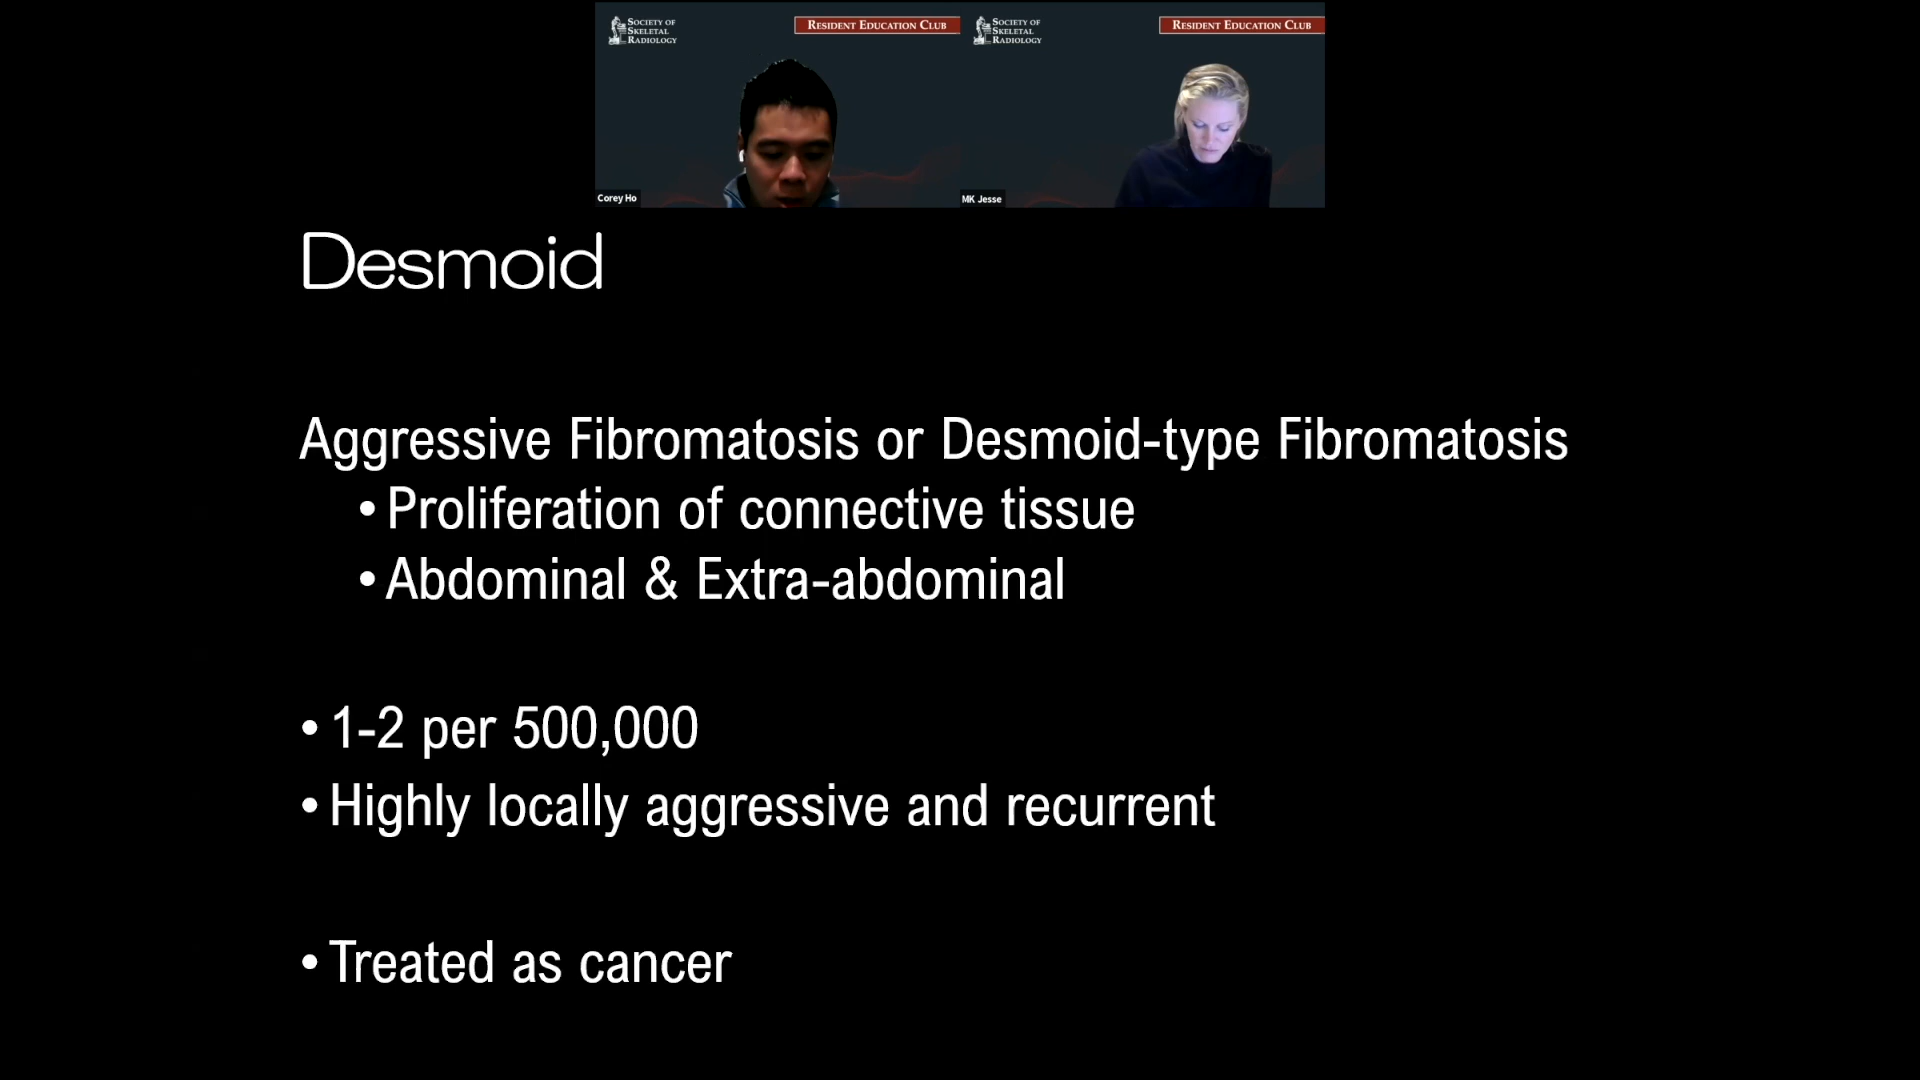 SOCIETY OF
SKELETAL
RADIOLOGY
RESIDENT EDUCATION CLUB
Corey Ho
SOCIETY OF
SKELETAL
RADIOLOGY
RESIDENT EDUCATION CLUB
MK Jesse
Desmoid
Aggressive Fibromatosis or Desmoid-type Fibromatosis
• Proliferation of connective tissue
• Abdominal & Extra-abdominal
• 1-2 per 500,000
• Highly locally aggressive and recurrent
• Treated as cancer